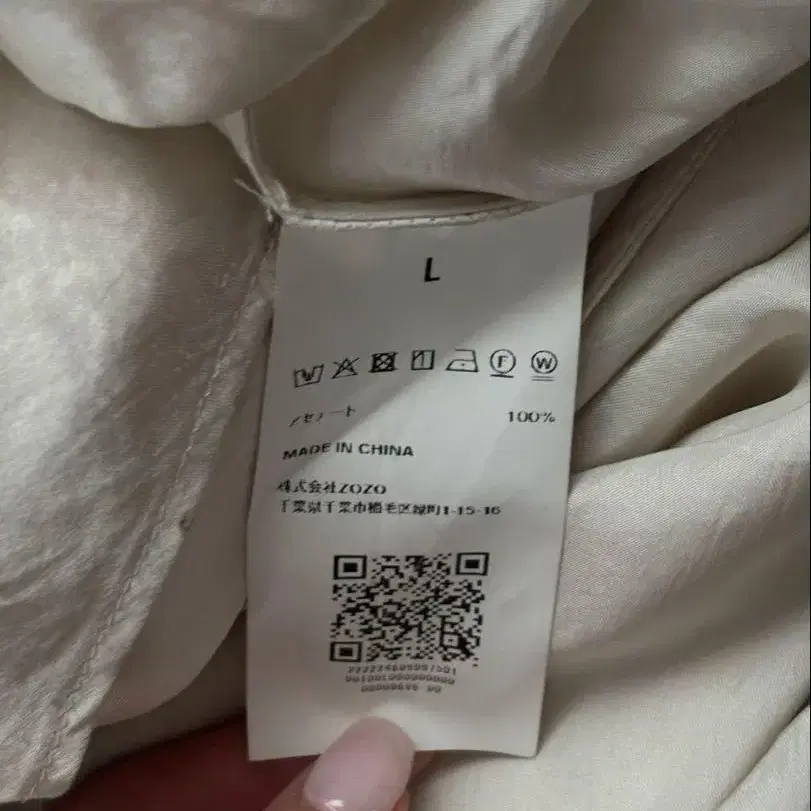 L
F W
アセテート 100%
MADE IN CHINA
株式会社ZOZO
千葉県千葉市稲毛区緑町1-15-16